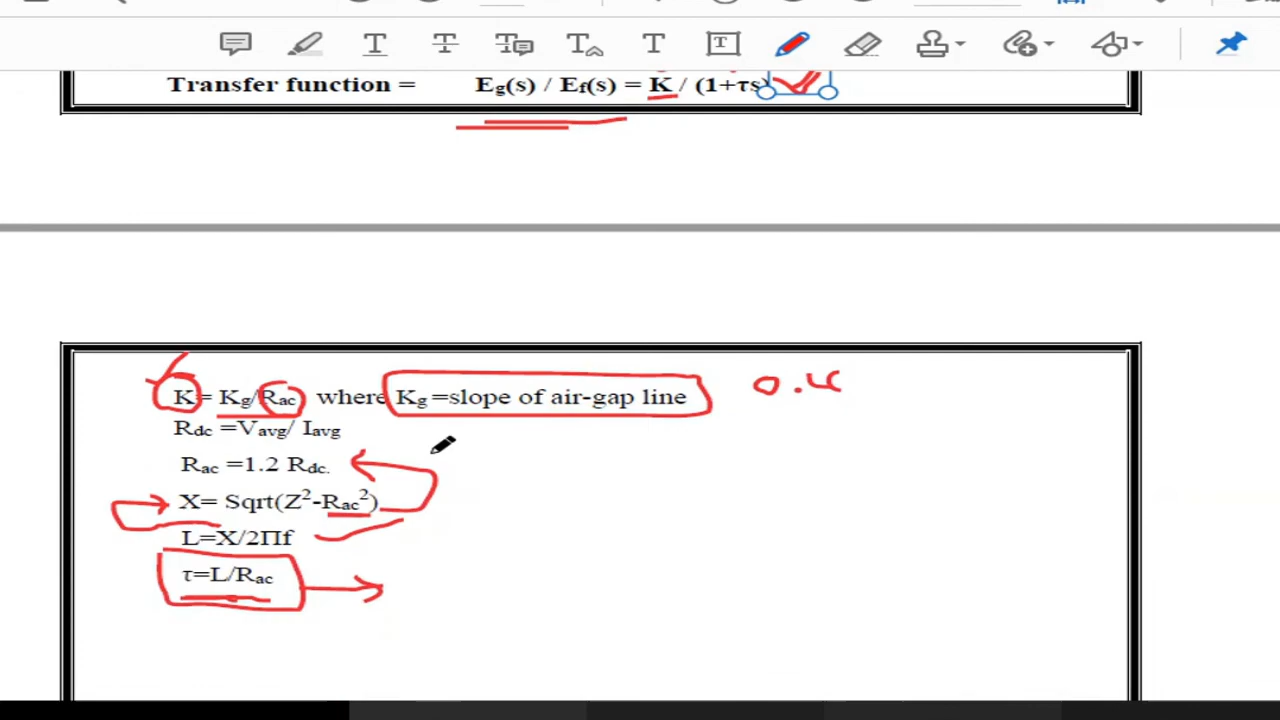 Transfer function = Eg(s) / Ef(s) = K / (1+τs)
K= Kg/Rac where Kg =slope of air-gap line 0.4
Rdc =Vavg/ Iavg
Rac =1.2 Rdc.
X= Sqrt(Z²-Rac²)
L=X/2Πf
τ=L/Rac